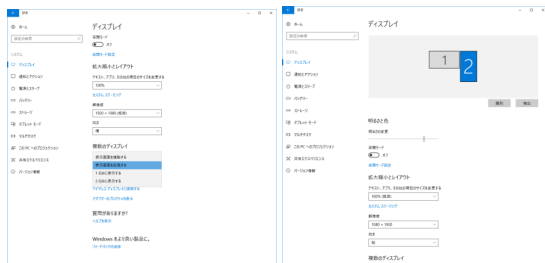 設定
ホーム
設定の検索
システム
ディスプレイ
通知とアクション
電源とスリープ
バッテリー
ストレージ
タブレット モード
マルチタスク
この PC へのプロジェクション
共有エクスペリエンス
バージョン情報
ディスプレイ
夜間モード
オフ
夜間モード設定
拡大縮小とレイアウト
テキスト、アプリ、その他の項目のサイズを変更する
100%
カスタム スケーリング
解像度
1920 × 1080 (推奨)
向き
横
複数のディスプレイ
表示画面を複製する
表示画面を拡張する
1 のみに表示する
2 のみに表示する
ワイヤレス ディスプレイに接続する
アダプターのプロパティの表示
質問がありますか?
ヘルプを表示
Windows をより良い製品に。
フィードバックの送信
設定
ホーム
設定の検索
システム
ディスプレイ
通知とアクション
電源とスリープ
バッテリー
ストレージ
タブレット モード
マルチタスク
この PC へのプロジェクション
共有エクスペリエンス
バージョン情報
ディスプレイ
1
2
識別
検出
明るさと色
明るさの変更
夜間モード
オフ
夜間モード設定
拡大縮小とレイアウト
テキスト、アプリ、その他の項目のサイズを変更する
100% (推奨)
カスタム スケーリング
解像度
1080 × 1920
向き
縦
複数のディスプレイ